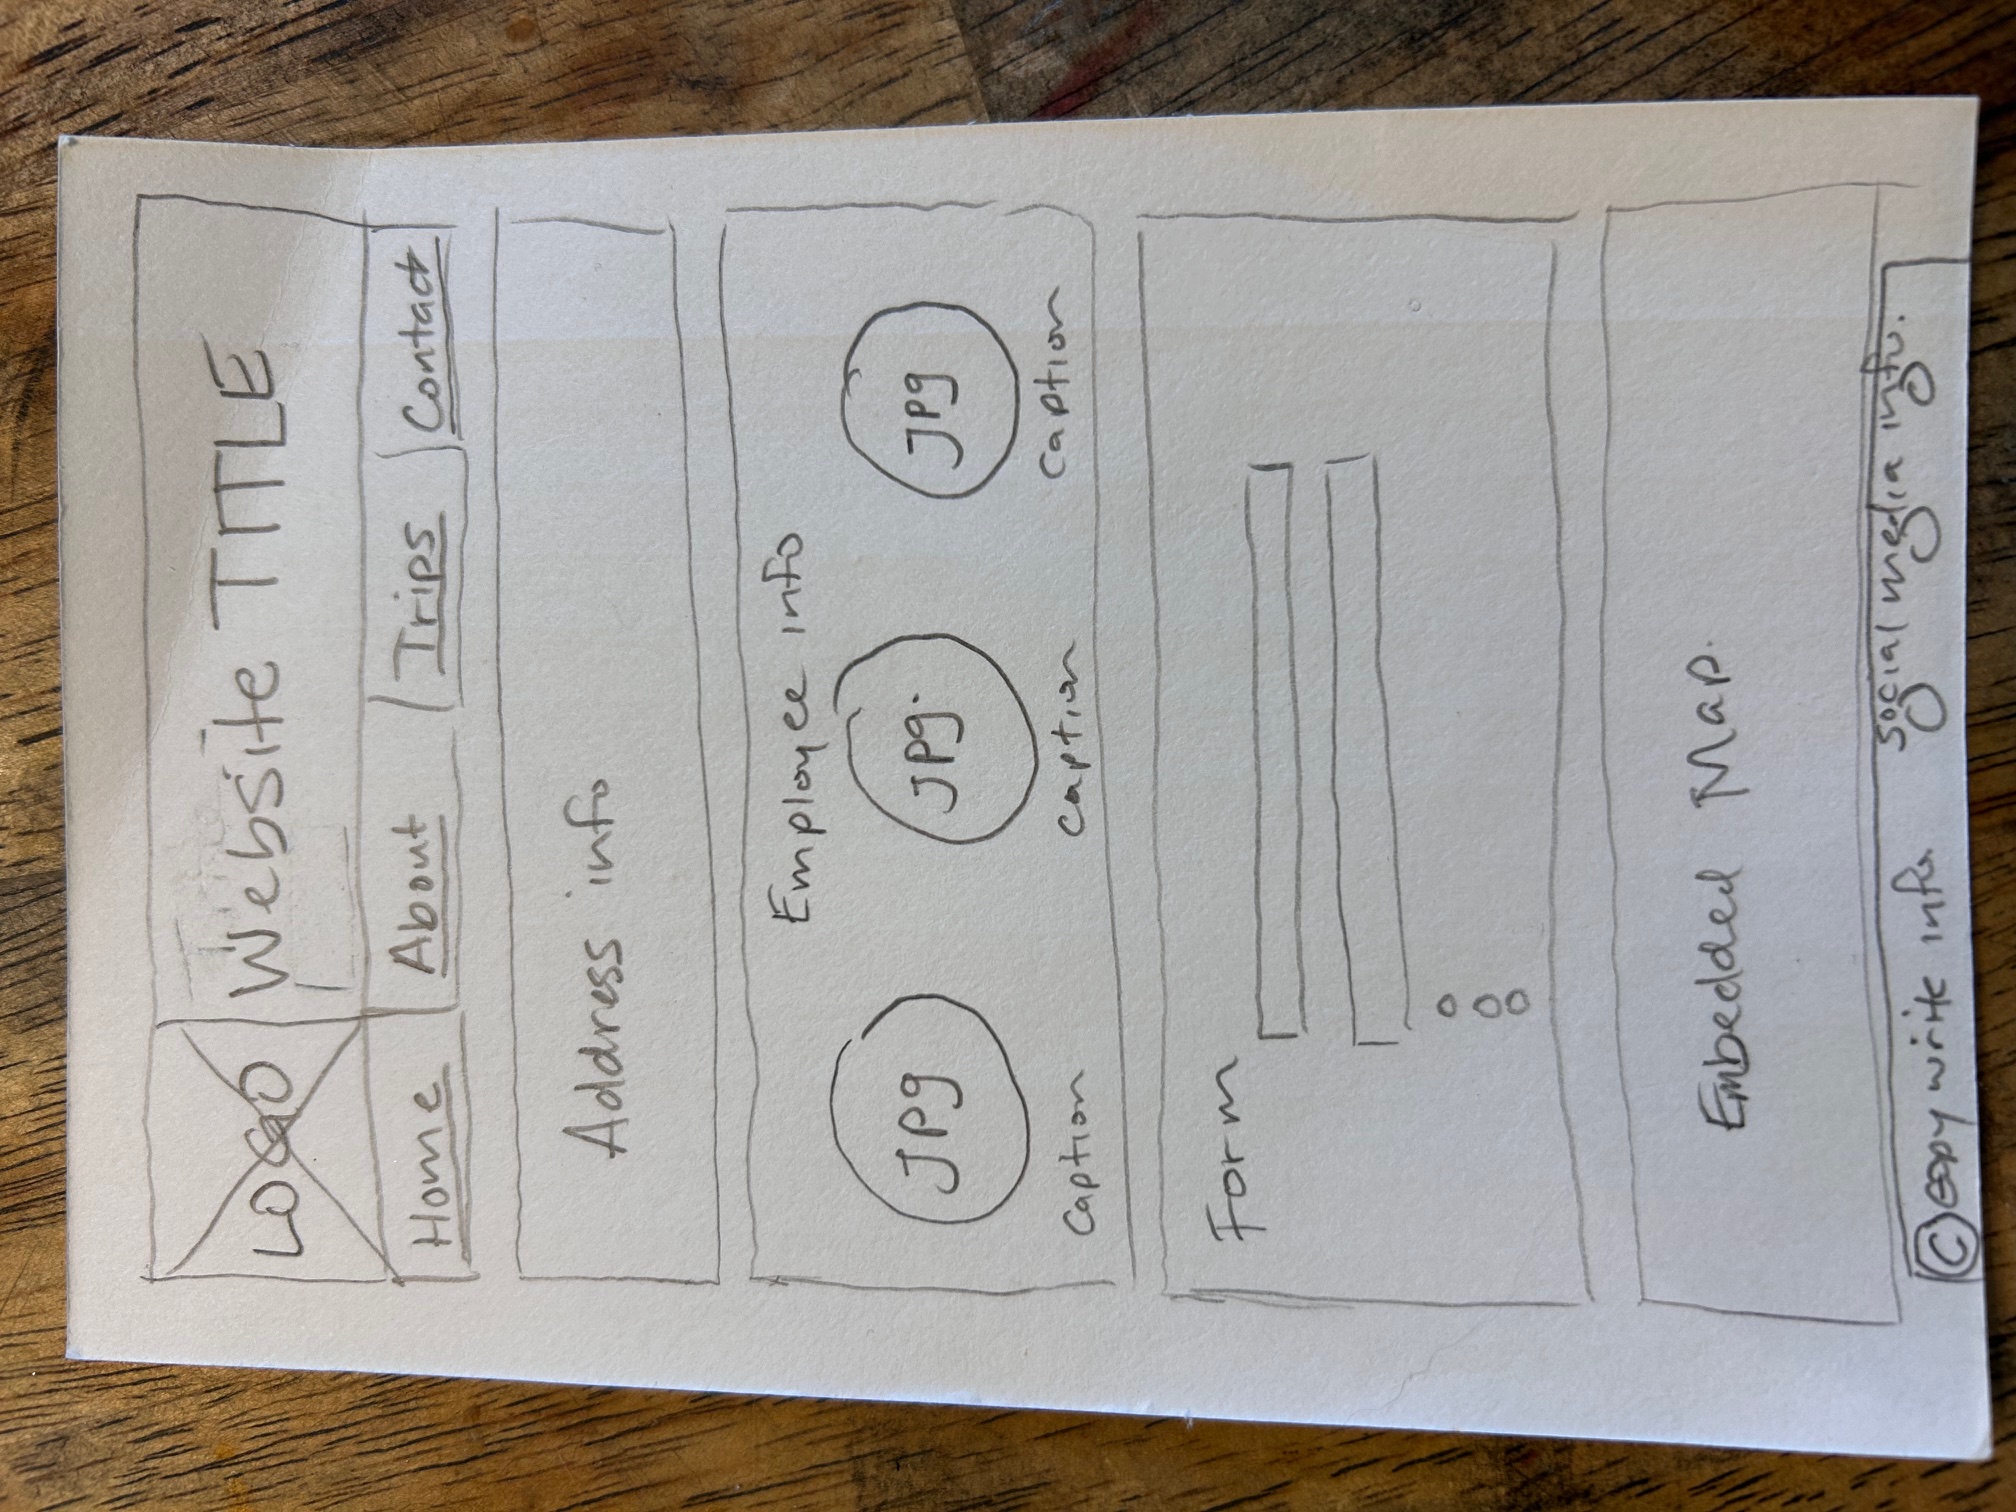 LOGO
Website TITLE
Home About Trips Contact
Address info
Employee info
Jpg Jpg. Jpg
Caption Caption Caption
Form
Embedded Map.
social media info.
© copy write info